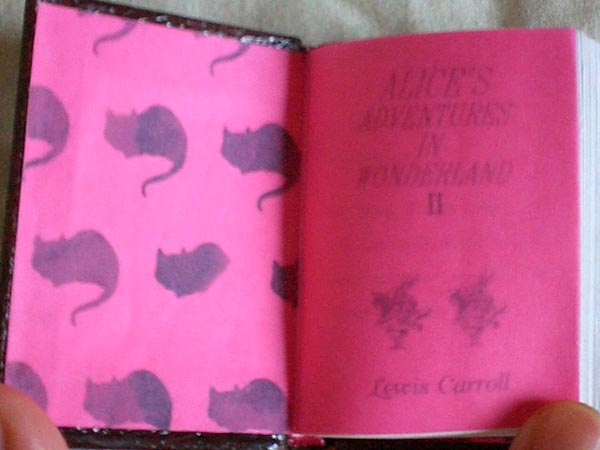 ALICE'S
ADVENTURES
IN
WONDERLAND
II
Lewis Carroll